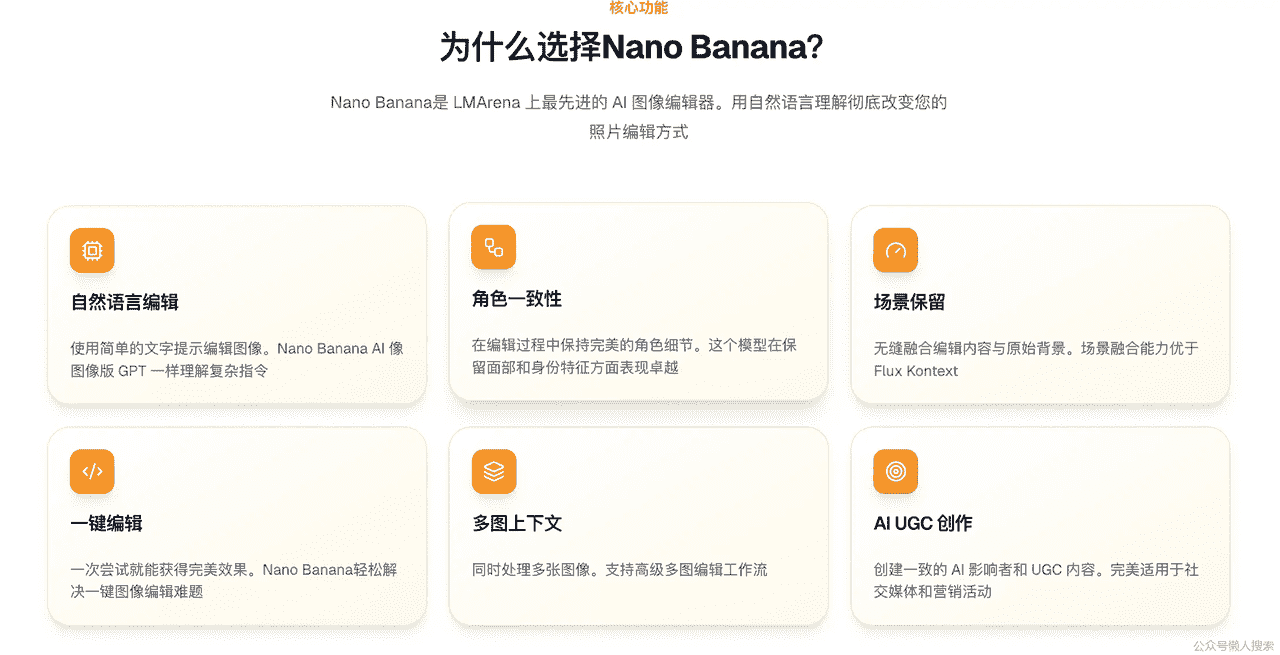 核心功能
为什么选择Nano Banana?
Nano Banana是 LMArena 上最先进的 AI 图像编辑器。用自然语言理解彻底改变您的
照片编辑方式
自然语言编辑
使用简单的文字提示编辑图像。Nano Banana AI 像
图像版 GPT 一样理解复杂指令
角色一致性
在编辑过程中保持完美的角色细节。这个模型在保
留面部和身份特征方面表现卓越
场景保留
无缝融合编辑内容与原始背景。场景融合能力优于
Flux Kontext
一键编辑
一次尝试就能获得完美效果。Nano Banana轻松解
决一键图像编辑难题
多图上下文
同时处理多张图像。支持高级多图编辑工作流
AI UGC 创作
创建一致的 AI 影响者和 UGC 内容。完美适用于社
交媒体和营销活动
公众号懒人搜索